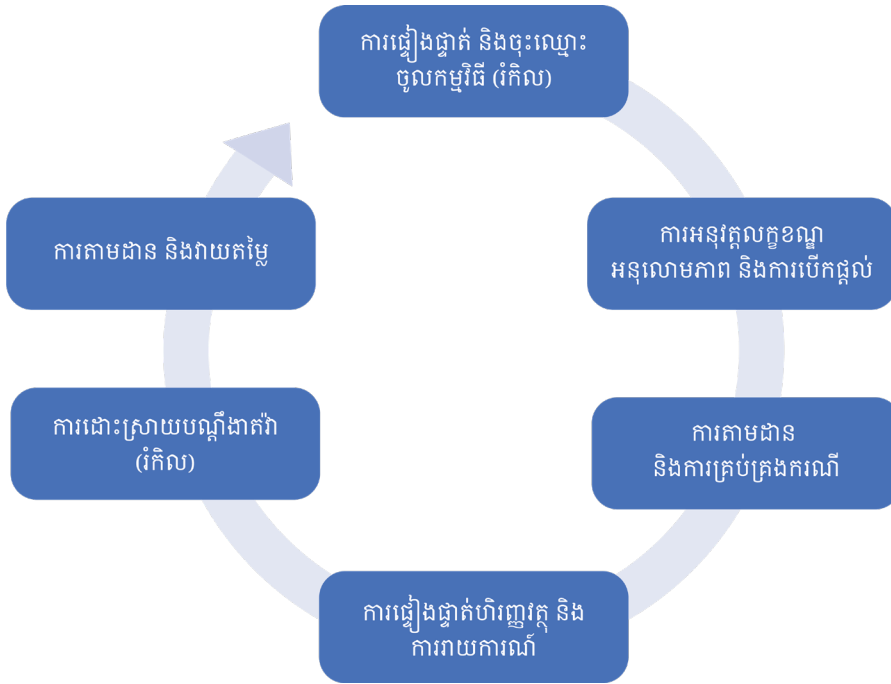 ការផ្ទៀងផ្ទាត់ និងចុះឈ្មោះ
ចូលកម្មវិធី (រំកិល)
ការអនុវត្តលក្ខខណ្ឌ
អនុលោមភាព និងការបើកផ្តល់
ការតាមដាន
និងការគ្រប់គ្រងករណី
ការផ្ទៀងផ្ទាត់ហិរញ្ញវត្ថុ និង
ការរាយការណ៍
ការដោះស្រាយបណ្តឹងតវ៉ា
(រំកិល)
ការតាមដាន និងវាយតម្លៃ